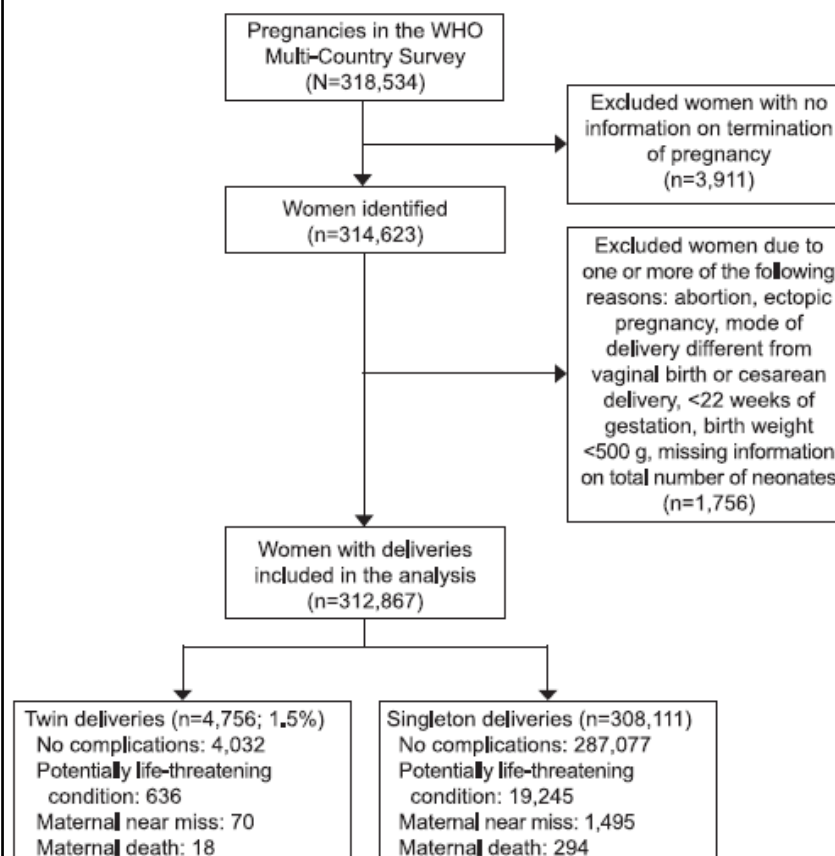 Pregnancies in the WHO
Multi-Country Survey
(N=318,534)
Excluded women with no
information on termination
of pregnancy
(n=3,911)
Women identified
(n=314,623)
Excluded women due to
one or more of the following
reasons: abortion, ectopic
pregnancy, mode of
delivery different from
vaginal birth or cesarean
delivery, <22 weeks of
gestation, birth weight
<500 g, missing information
on total number of neonates
(n=1,756)
Women with deliveries
included in the analysis
(n=312,867)
Twin deliveries (n=4,756; 1.5%)
No complications: 4,032
Potentially life-threatening
condition: 636
Maternal near miss: 70
Maternal death: 18
Singleton deliveries (n=308,111)
No complications: 287,077
Potentially life-threatening
condition: 19,245
Maternal near miss: 1,495
Maternal death: 294